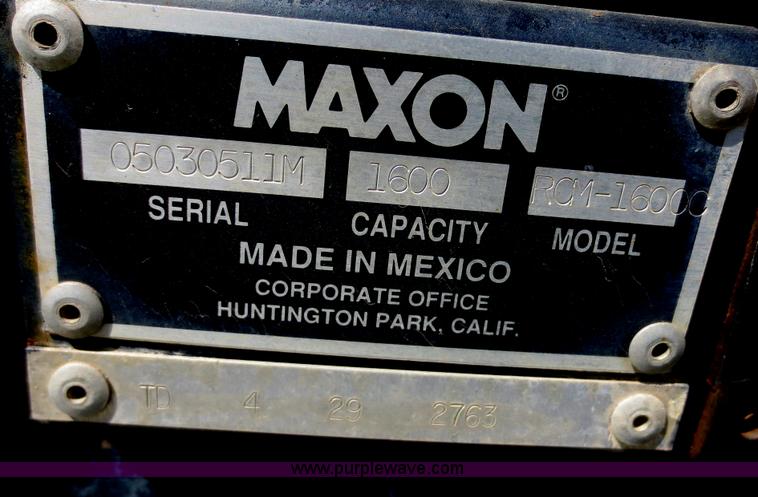 MAXON®
05030511M 1600 RCM-1600C
SERIAL CAPACITY MODEL
MADE IN MEXICO
CORPORATE OFFICE
HUNTINGTON PARK, CALIF.
TD 4 29 2763
www.purplewave.com